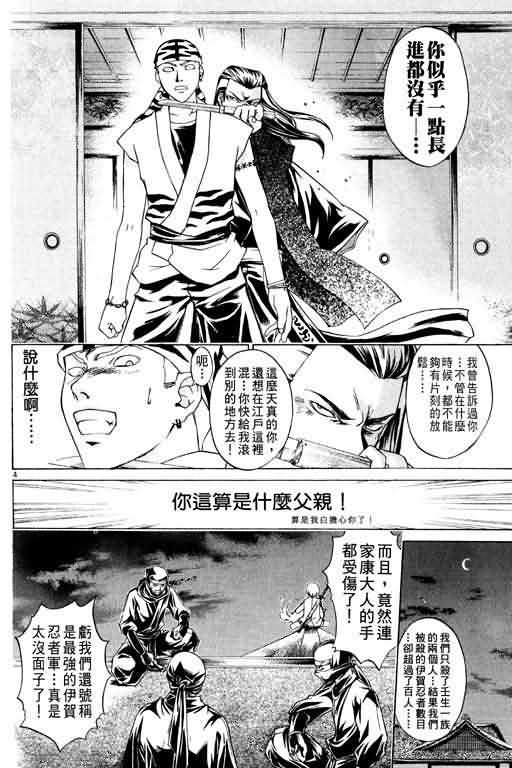 你似乎一點長
進都沒有……
我曾告訴過你
…不管在什麼
時候，都不能
夠有片刻的放
鬆……
這麼天真的你，
還想在江戶這裡
混…你快給我滾
到別的地方去！
呃…
說什麼啊……
4
你這算是什麼父親！
算是我白擔心你了！
我們只殺了壬生一族
的兩個人…結果我們
被殺的伊賀忍者數目
…卻超過了百人……
而且，竟然連
家康大人的手
都受傷了！
虧我們還號稱
是最強的伊賀
忍者軍…真是
太沒面子了！